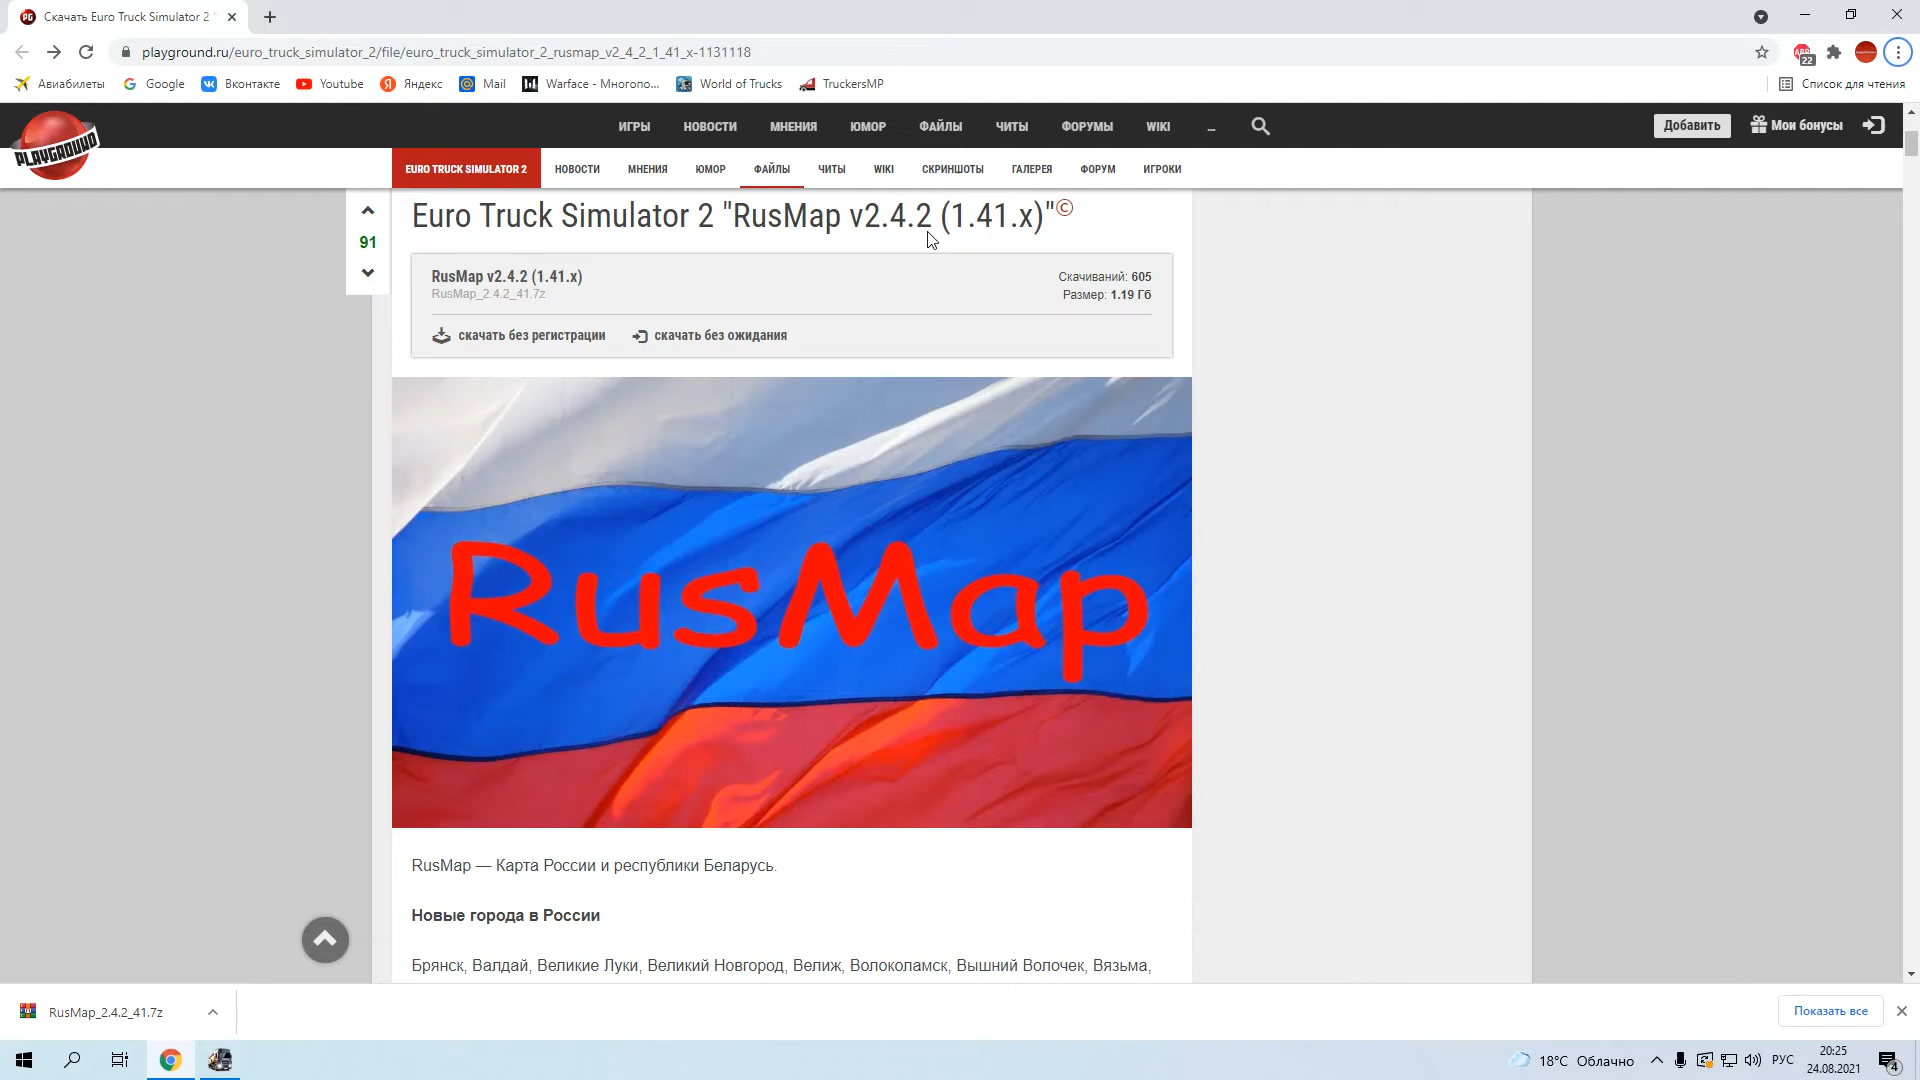 Скачать Euro Truck Simulator 2 "
playground.ru/euro_truck_simulator_2/file/euro_truck_simulator_2_rusmap_v2_4_2_1_41_x-1131118
ABP
22
Авиабилеты Google Вконтакте Youtube Яндекс Mail Warface - Многопо... World of Trucks TruckersMP Список для чтения
PLAYGROUND
ИГРЫ НОВОСТИ МНЕНИЯ ЮМОР ФАЙЛЫ ЧИТЫ ФОРУМЫ WIKI ... Добавить Мои бонусы
EURO TRUCK SIMULATOR 2 НОВОСТИ МНЕНИЯ ЮМОР ФАЙЛЫ ЧИТЫ WIKI СКРИНШОТЫ ГАЛЕРЕЯ ФОРУМ ИГРОКИ
91
Euro Truck Simulator 2 "RusMap v2.4.2 (1.41.x)"©
RusMap v2.4.2 (1.41.x) Скачиваний: 605
RusMap_2.4.2_41.7z Размер: 1.19 Гб
скачать без регистрации скачать без ожидания
RusMap
RusMap — Карта России и республики Беларусь.
Новые города в России
Брянск, Валдай, Великие Луки, Великий Новгород, Велиж, Волоколамск, Вышний Волочек, Вязьма,
RusMap_2.4.2_41.7z Показать все
18°C Облачно РУС 20:25
24.08.2021
4